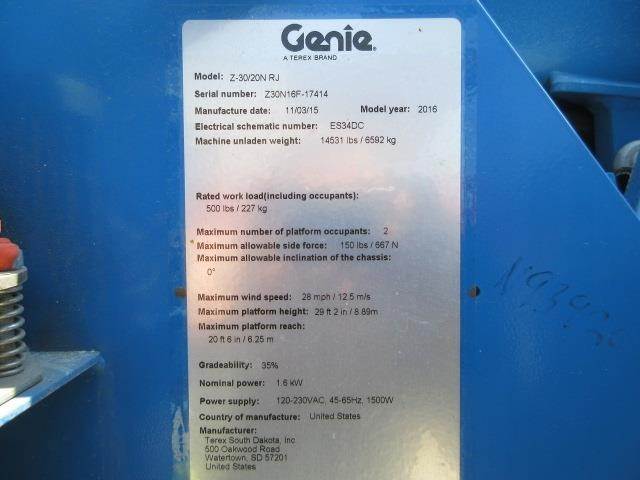 Genie.
A TEREX BRAND
Model: Z-30/20N RJ
Serial number: Z30N16F-17414
Manufacture date: 11/03/15 Model year: 2016
Electrical schematic number: ES34DC
Machine unladen weight: 14531 lbs / 6592 kg
Rated work load(including occupants):
500 lbs / 227 kg
Maximum number of platform occupants: 2
Maximum allowable side force: 150 lbs / 667 N
Maximum allowable inclination of the chassis:
0°
Maximum wind speed: 28 mph / 12.5 m/s
Maximum platform height: 29 ft 2 in / 8.89m
Maximum platform reach:
20 ft 6 in / 6.25 m
Gradeability: 35%
Nominal power: 1.6 kW
Power supply: 120-230VAC, 45-65Hz, 1500W
Country of manufacture: United States
Manufacturer:
Terex South Dakota, Inc
500 Oakwood Road
Watertown, SD 57201
United States